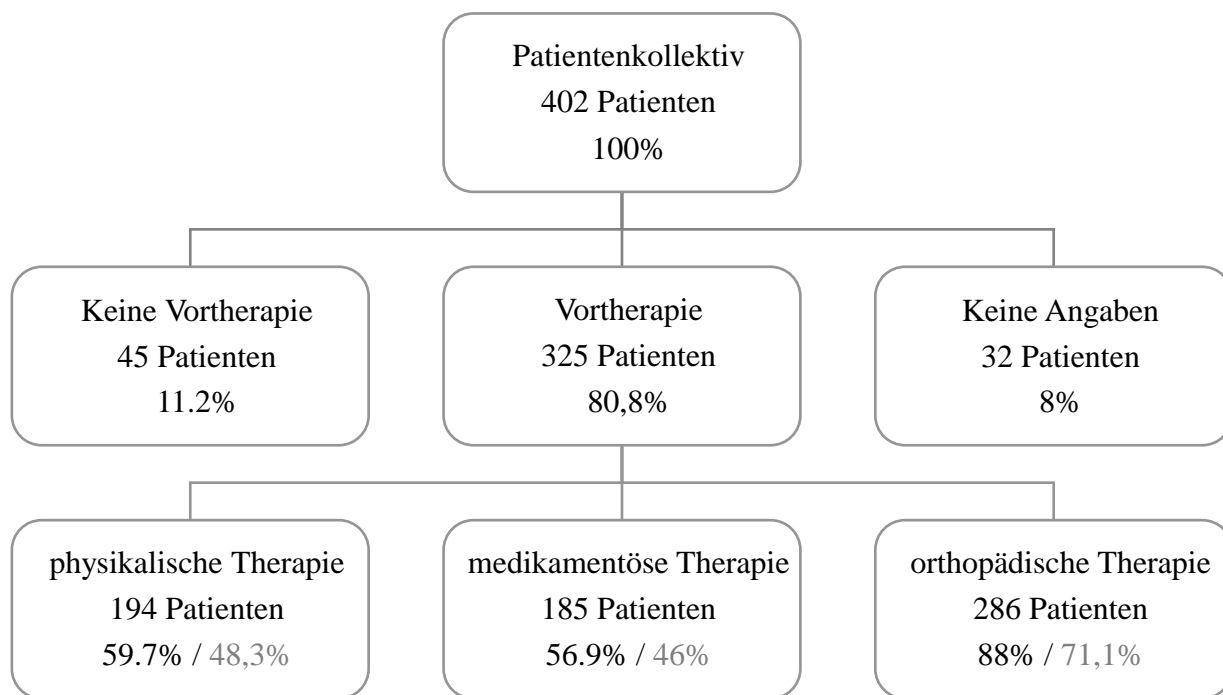 Patientenkollektiv
402 Patienten
100%
Keine Vortherapie
45 Patienten
11.2%
Vortherapie
325 Patienten
80,8%
Keine Angaben
32 Patienten
8%
physikalische Therapie
194 Patienten
59.7% / 48,3%
medikamentöse Therapie
185 Patienten
56.9% / 46%
orthopädische Therapie
286 Patienten
88% / 71,1%